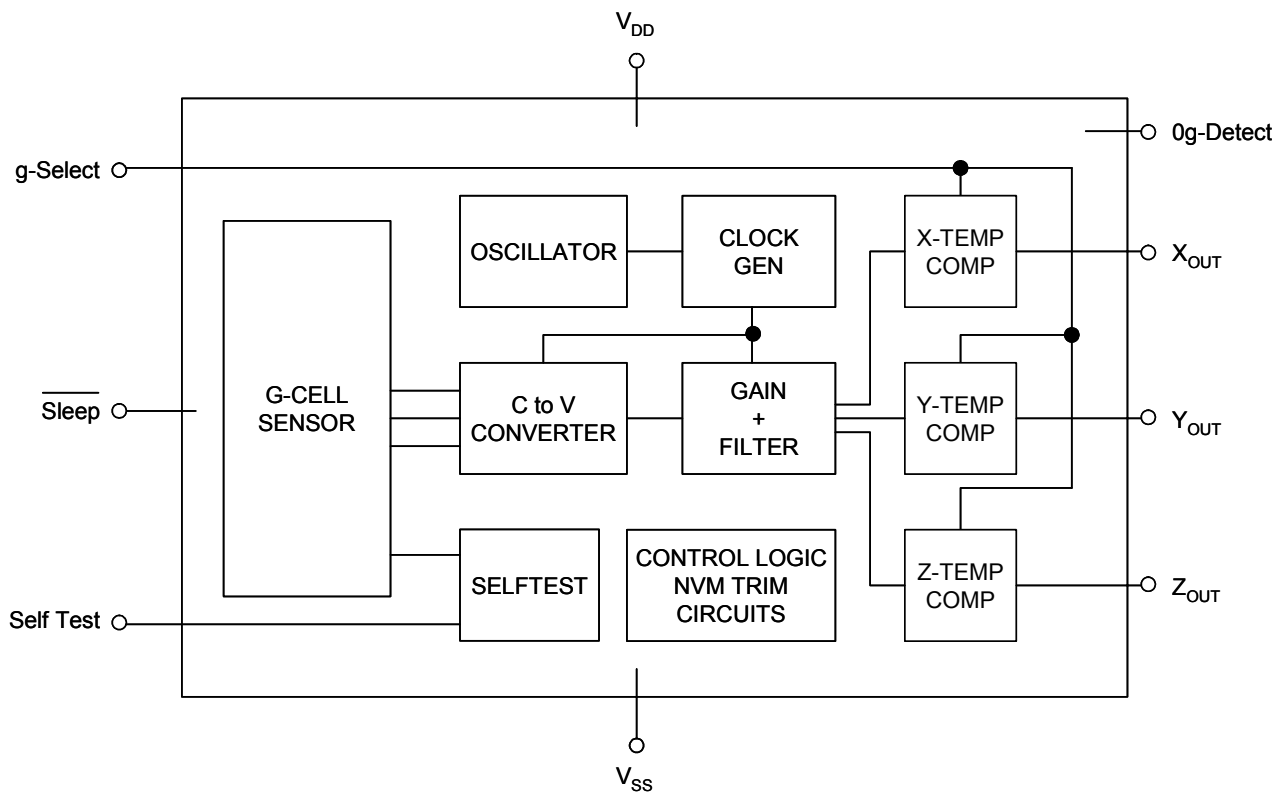 VDD
0g-Detect
g-Select
OSCILLATOR
CLOCK
GEN
X-TEMP
COMP
XOUT
G-CELL
SENSOR
Sleep
C to V
CONVERTER
GAIN
+
FILTER
Y-TEMP
COMP
YOUT
SELFTEST
CONTROL LOGIC
NVM TRIM
CIRCUITS
Z-TEMP
COMP
ZOUT
Self Test
VSS